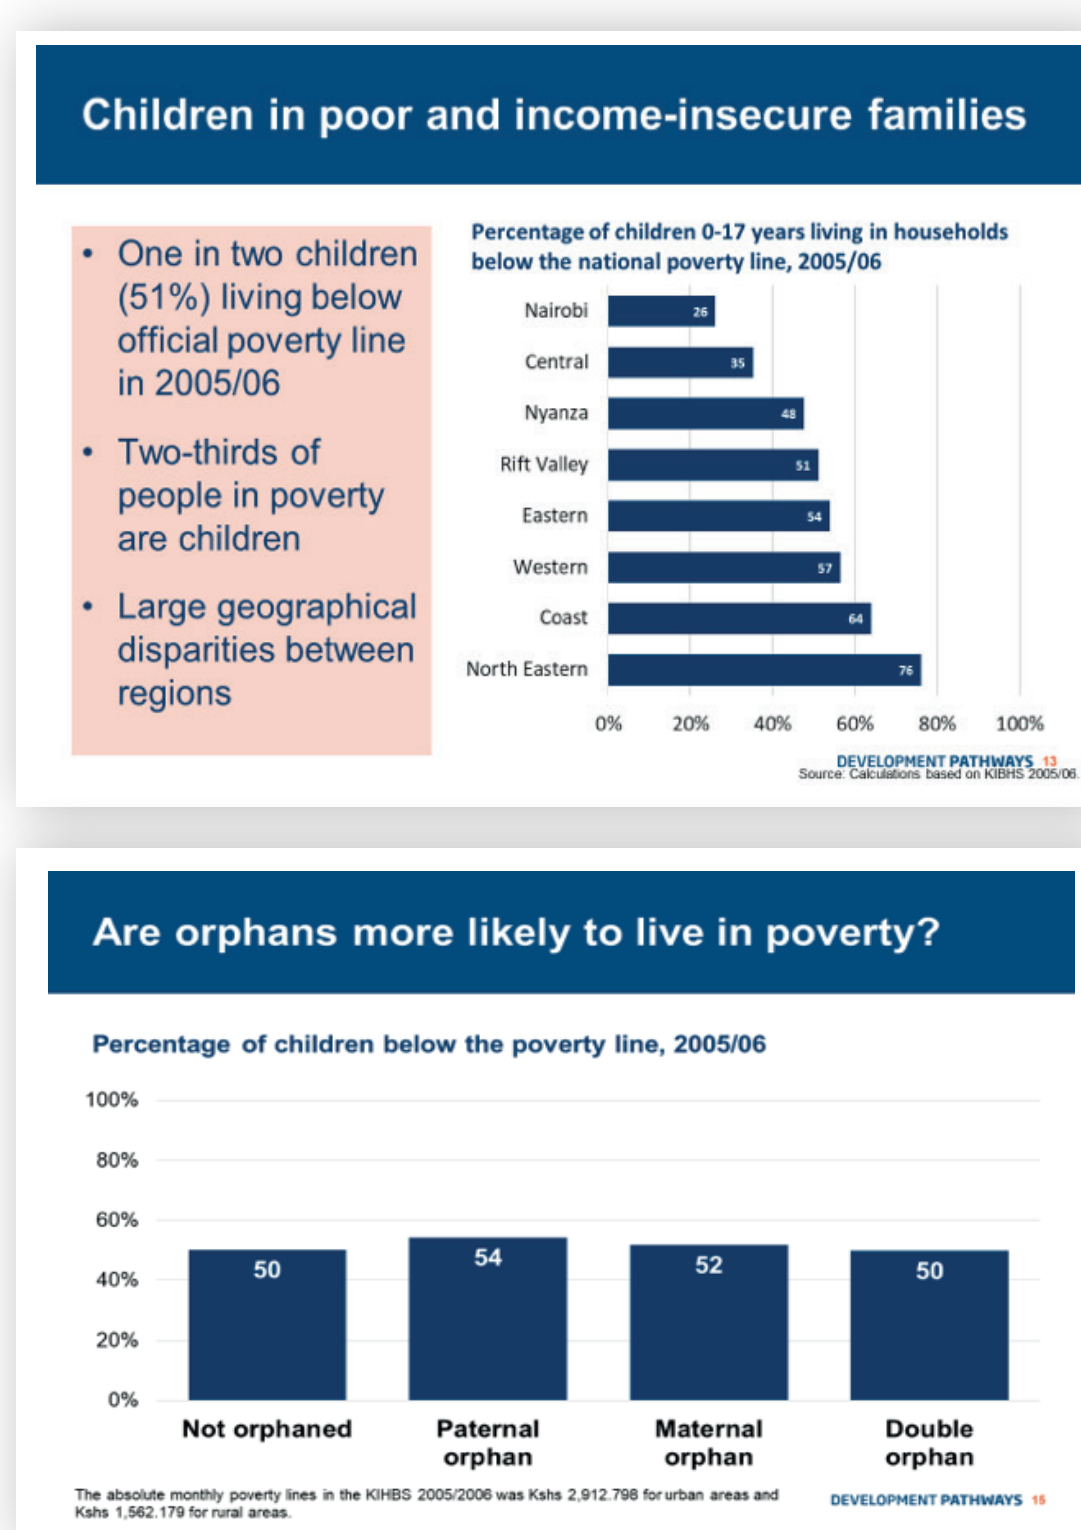 Children in poor and income-insecure families
• One in two children
(51%) living below
official poverty line
in 2005/06
• Two-thirds of
people in poverty
are children
• Large geographical
disparities between
regions
Percentage of children 0-17 years living in households
below the national poverty line, 2005/06
Nairobi 26
Central 35
Nyanza 48
Rift Valley 51
Eastern 54
Western 57
Coast 64
North Eastern 76
0% 20% 40% 60% 80% 100%
DEVELOPMENT PATHWAYS 13
Source: Calculations based on KIBHS 2005/06.
Are orphans more likely to live in poverty?
Percentage of children below the poverty line, 2005/06
100%
80%
60%
40%
20%
0%
50 54 52 50
Not orphaned Paternal Maternal Double
orphan orphan orphan
The absolute monthly poverty lines in the KIHBS 2005/2006 was Kshs 2,912.798 for urban areas and
Kshs 1,562.179 for rural areas.
DEVELOPMENT PATHWAYS 15